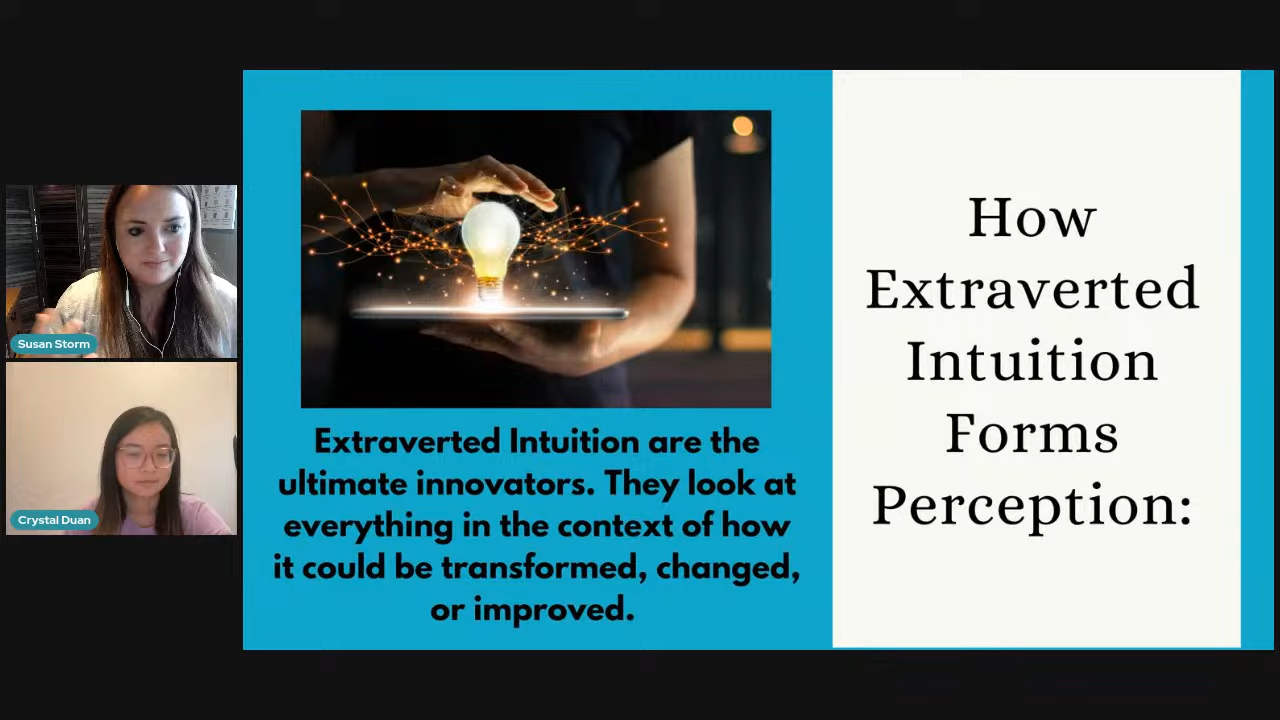 Susan Storm
Crystal Duan
Extraverted Intuition are the
ultimate innovators. They look at
everything in the context of how
it could be transformed, changed,
or improved.
How
Extraverted
Intuition
Forms
Perception: